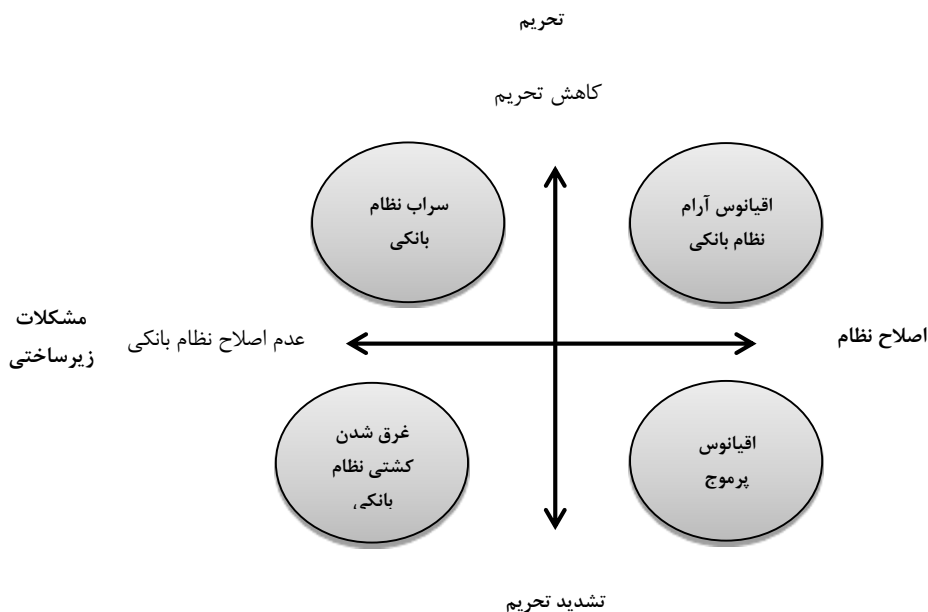 تحریم
کاهش تحریم
اقیانوس آرام
نظام بانکی
سراب نظام
بانکی
اصلاح نظام
عدم اصلاح نظام بانکی
مشکلات
زیرساختی
اقیانوس
پرموج
غرق شدن
کشتی نظام
بانکی
تشدید تحریم